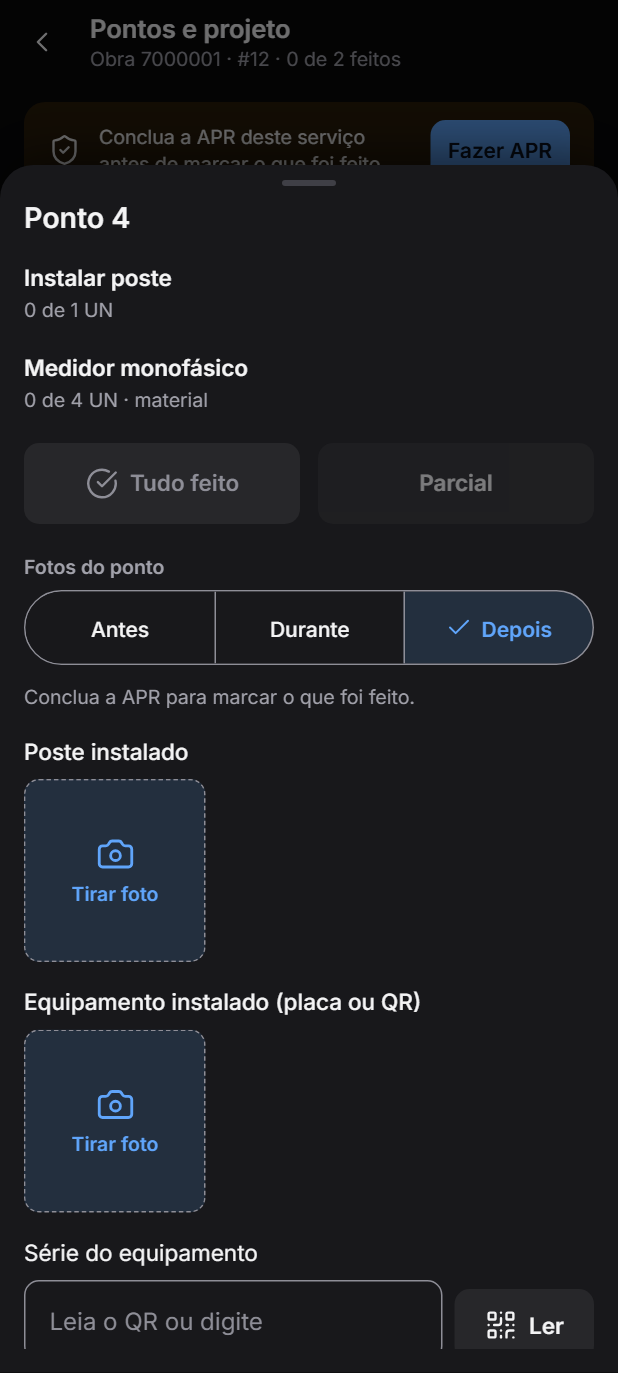 Pontos e projeto
Obra 7000001 · #12 · 0 de 2 feitos
Conclua a APR deste serviço
antes de marcar o que foi feito
Fazer APR
Ponto 4
Instalar poste
0 de 1 UN
Medidor monofásico
0 de 4 UN · material
Tudo feito
Parcial
Fotos do ponto
Antes
Durante
Depois
Conclua a APR para marcar o que foi feito.
Poste instalado
Tirar foto
Equipamento instalado (placa ou QR)
Tirar foto
Série do equipamento
Leia o QR ou digite
Ler